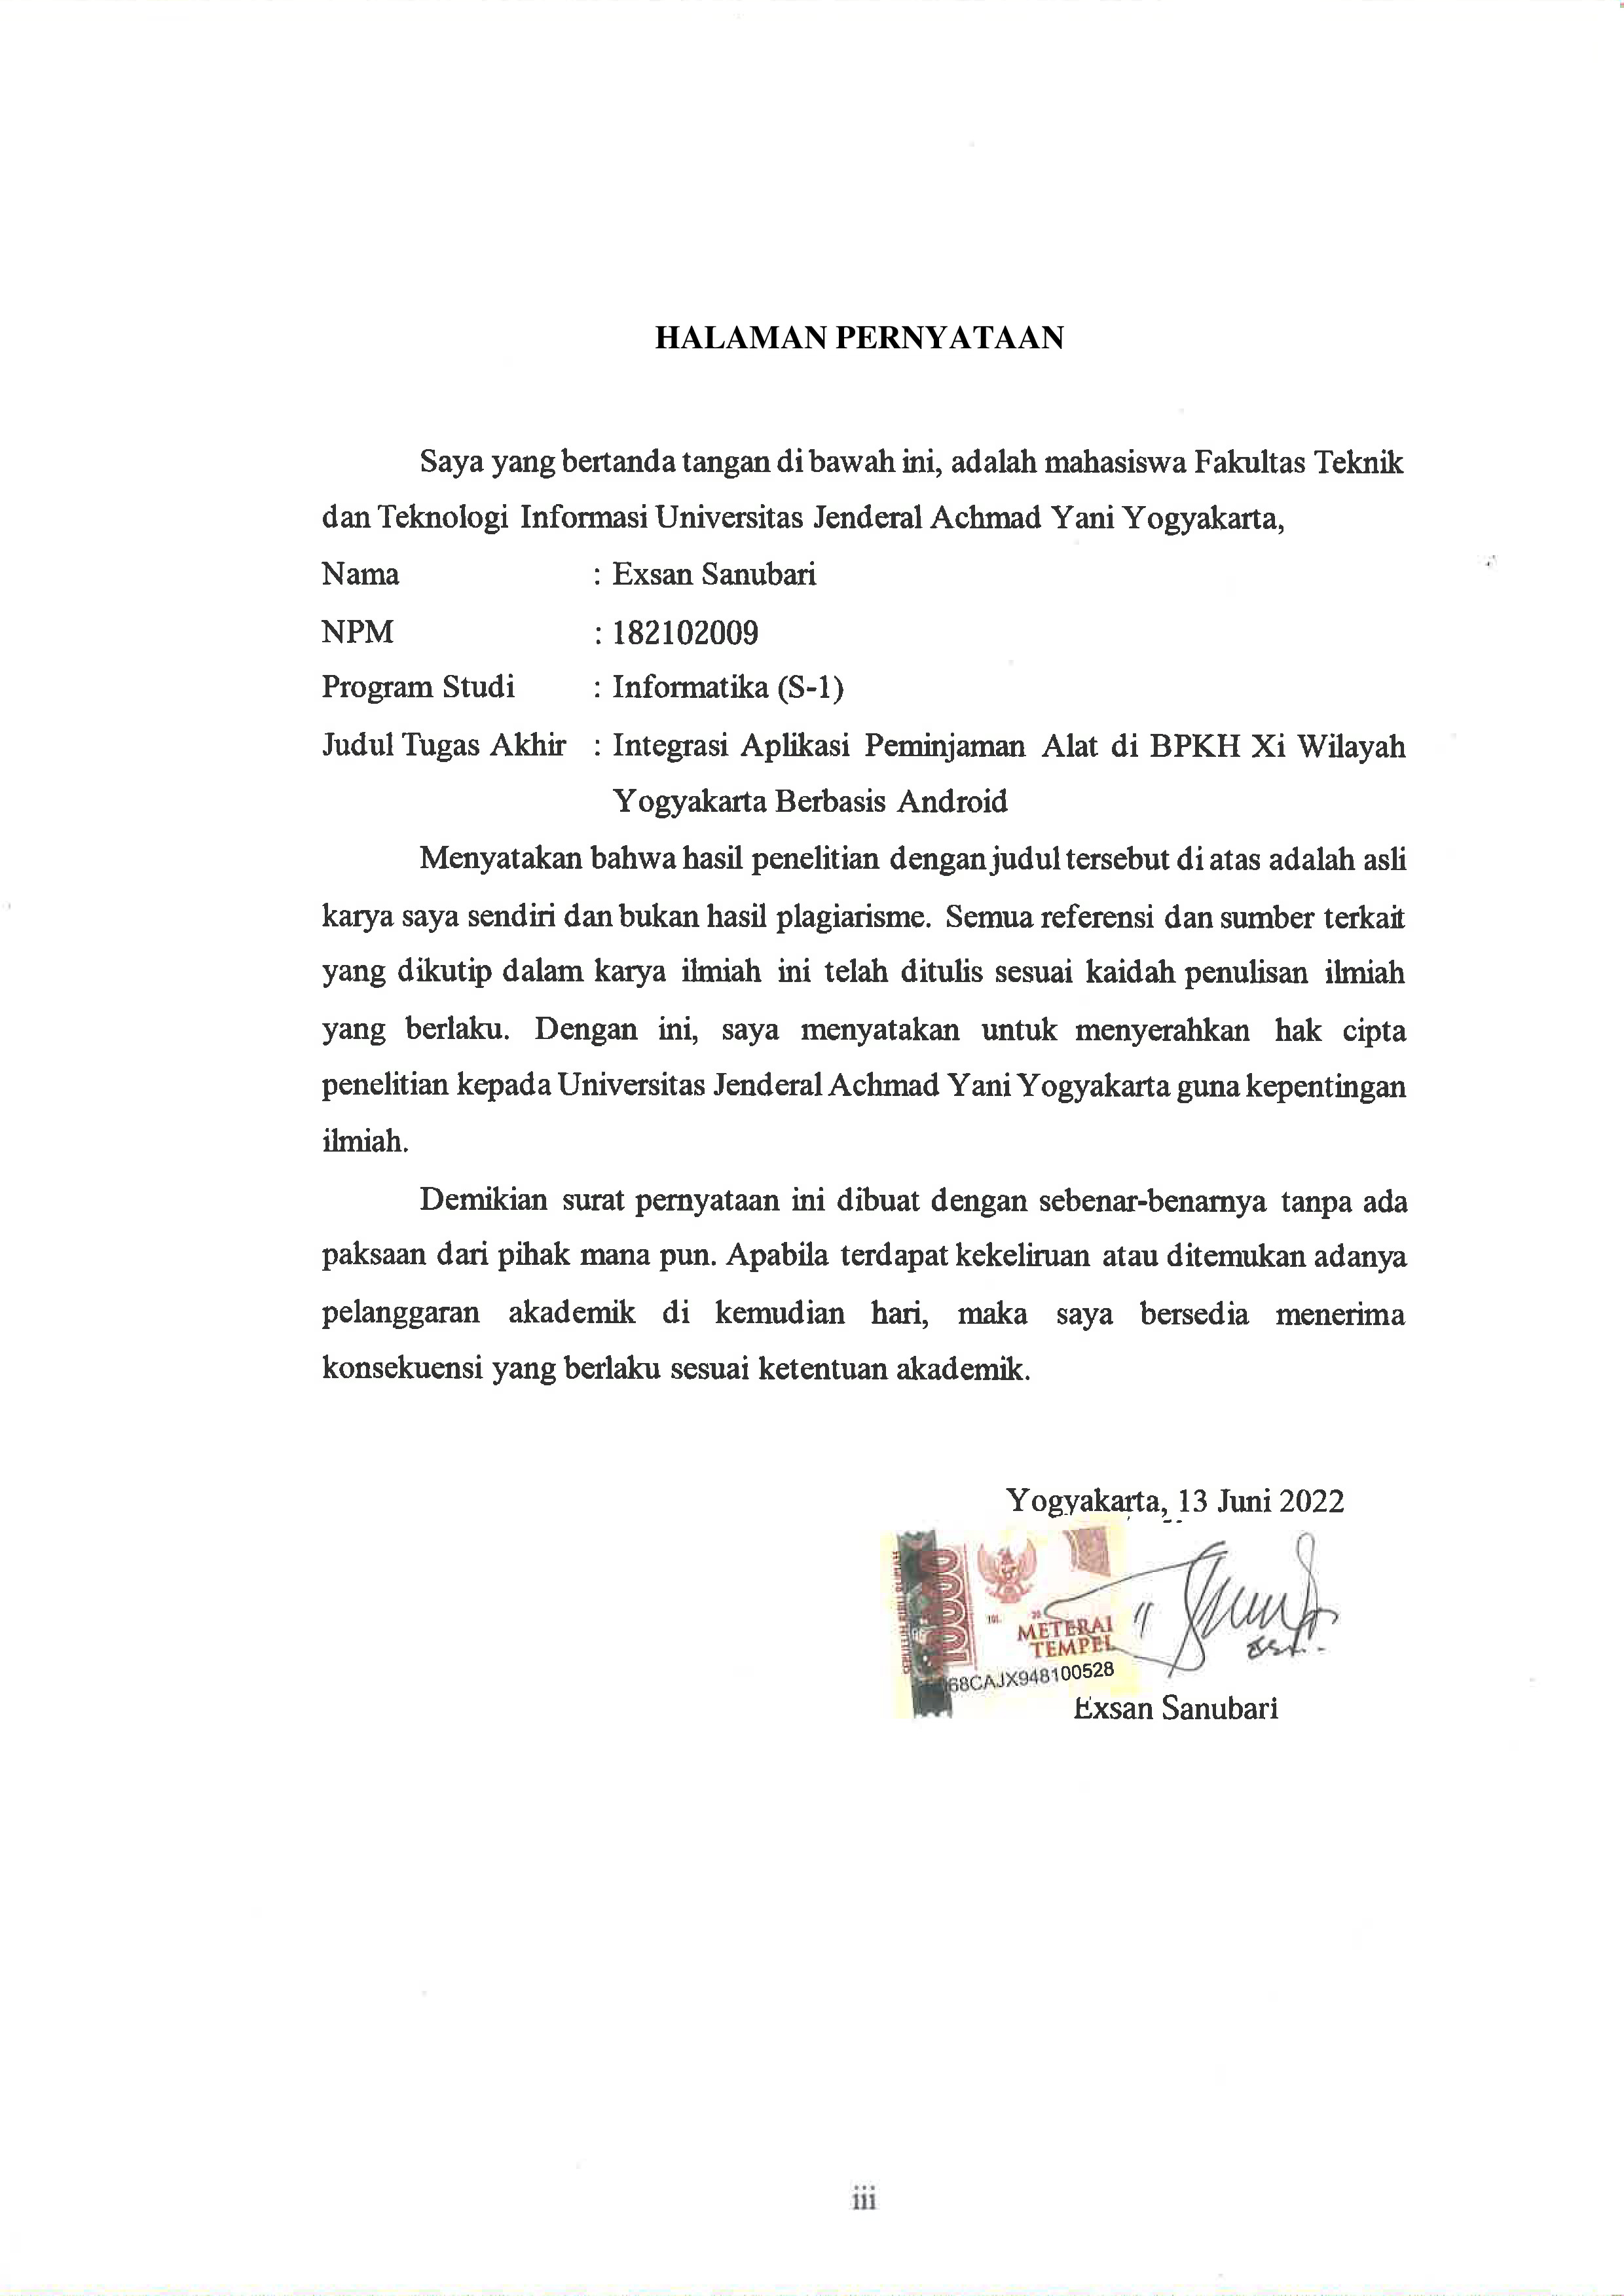 HALAMAN PERNYATAAN
Saya yang bertanda tangan di bawah ini, adalah mahasiswa Fakultas Teknik
dan Teknologi Informasi Universitas Jenderal Achmad Yani Yogyakarta,
Nama : Exsan Sanubari
NPM : 182102009
Program Studi : Informatika (S-1)
Judul Tugas Akhir : Integrasi Aplikasi Peminjaman Alat di BPKH Xi Wilayah
Yogyakarta Berbasis Android
Menyatakan bahwa hasil penelitian dengan judul tersebut di atas adalah asli
karya saya sendiri dan bukan hasil plagiarisme. Semua referensi dan sumber terkait
yang dikutip dalam karya ilmiah ini telah ditulis sesuai kaidah penulisan ilmiah
yang berlaku. Dengan ini, saya menyatakan untuk menyerahkan hak cipta
penelitian kepada Universitas Jenderal Achmad Yani Yogyakarta guna kepentingan
ilmiah.
Demikian surat pernyataan ini dibuat dengan sebenar-benarnya tanpa ada
paksaan dari pihak mana pun. Apabila terdapat kekeliruan atau ditemukan adanya
pelanggaran akademik di kemudian hari, maka saya bersedia menerima
konsekuensi yang berlaku sesuai ketentuan akademik.
Yogyakarta, 13 Juni 2022
SEPULUH RIBU RUPIAH
10000
METERAI
TEMPEL
68CAJX948100528
Exsan Sanubari
iii